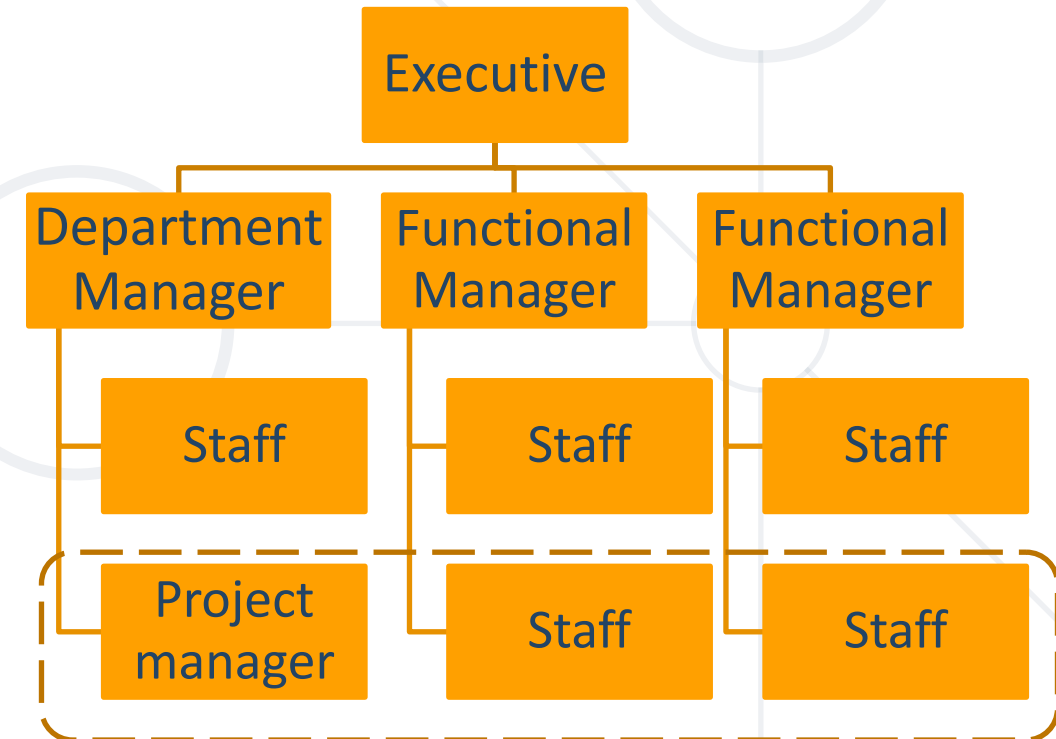 Executive
Department
Manager
Functional
Manager
Functional
Manager
Staff
Staff
Staff
Project
manager
Staff
Staff